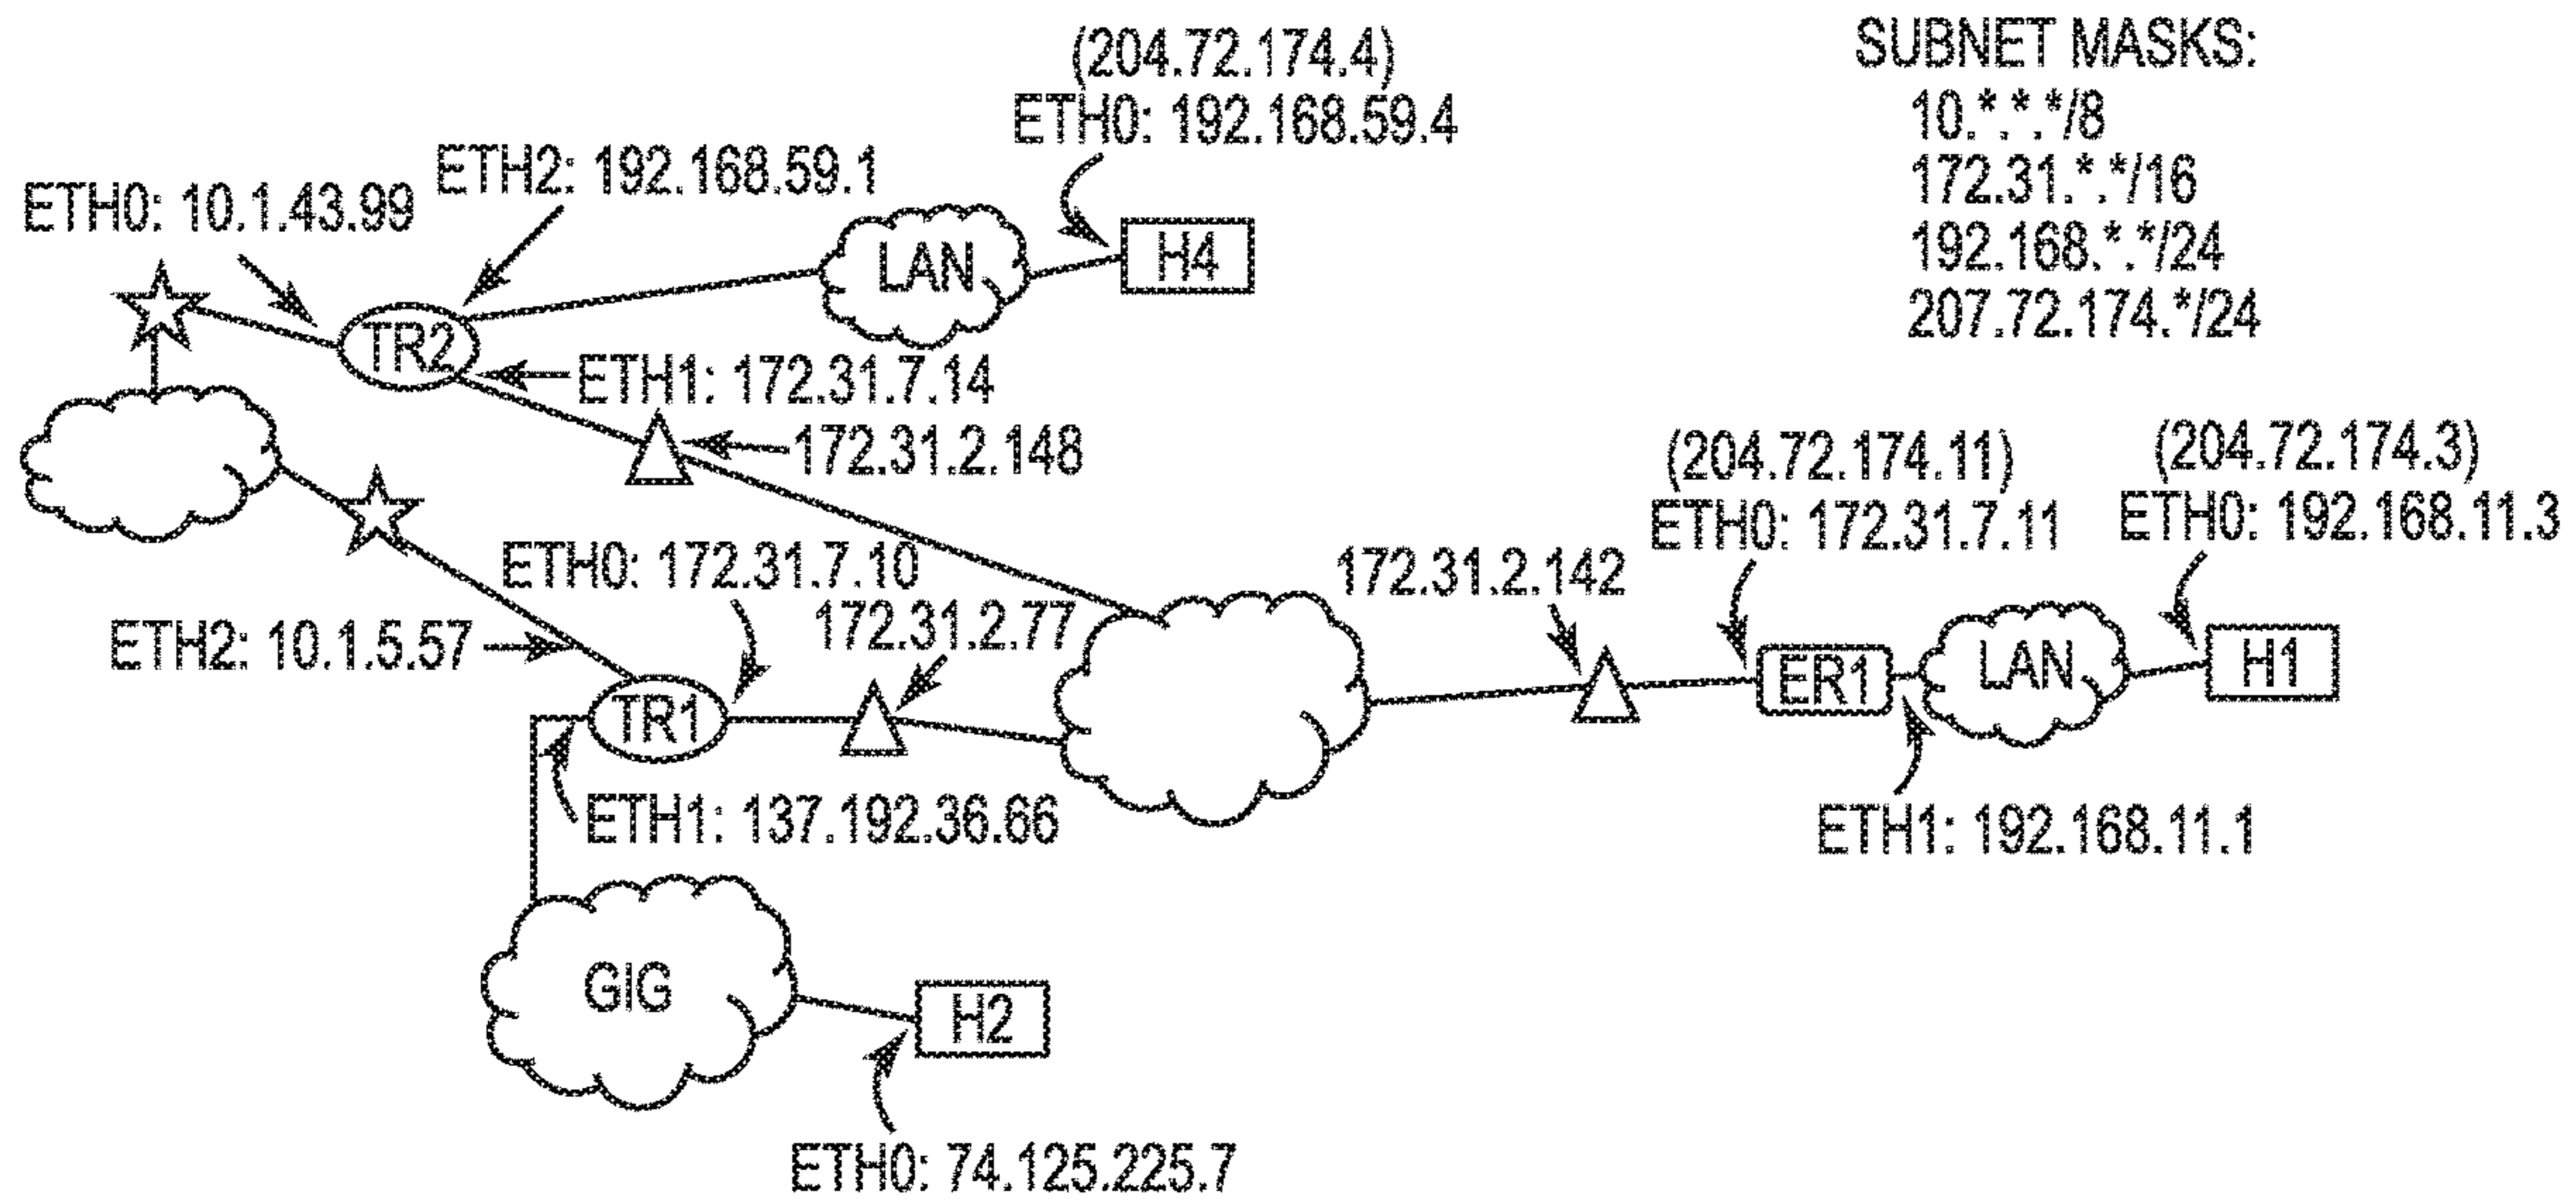 SUBNET MASKS:
10.*.*.*/8
172.31.*.*/16
192.168.*.*/24
207.72.174.*/24
(204.72.174.4)
ETH0: 192.168.59.4
ETH2: 192.168.59.1
ETH0: 10.1.43.99
LAN
H4
TR2
ETH1: 172.31.7.14
172.31.2.148
(204.72.174.11)
ETH0: 172.31.7.11
(204.72.174.3)
ETH0: 192.168.11.3
ETH0: 172.31.7.10
172.31.2.142
172.31.2.77
ETH2: 10.1.5.57
TR1
ER1
LAN
H1
ETH1: 137.192.36.66
ETH1: 192.168.11.1
GIG
H2
ETH0: 74.125.225.7